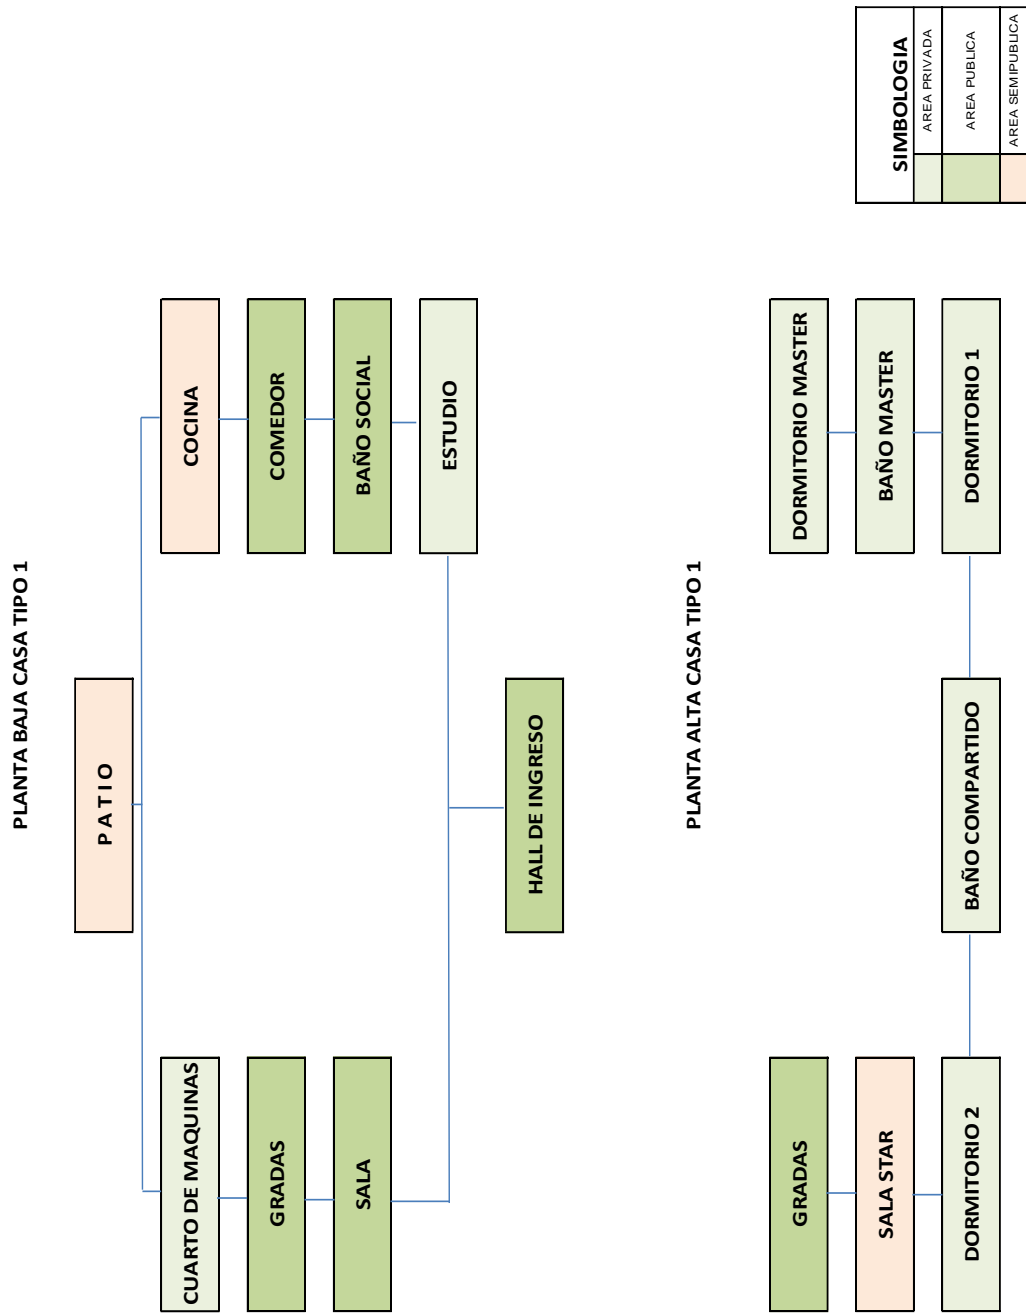 PLANTA BAJA CASA TIPO 1
P A T I O
CUARTO DE MAQUINAS
COCINA
GRADAS
COMEDOR
SALA
BAÑO SOCIAL
ESTUDIO
HALL DE INGRESO
PLANTA ALTA CASA TIPO 1
GRADAS
DORMITORIO MASTER
SALA STAR
BAÑO MASTER
DORMITORIO 2
BAÑO COMPARTIDO
DORMITORIO 1
SIMBOLOGIA
AREA PRIVADA
AREA PUBLICA
AREA SEMIPUBLICA